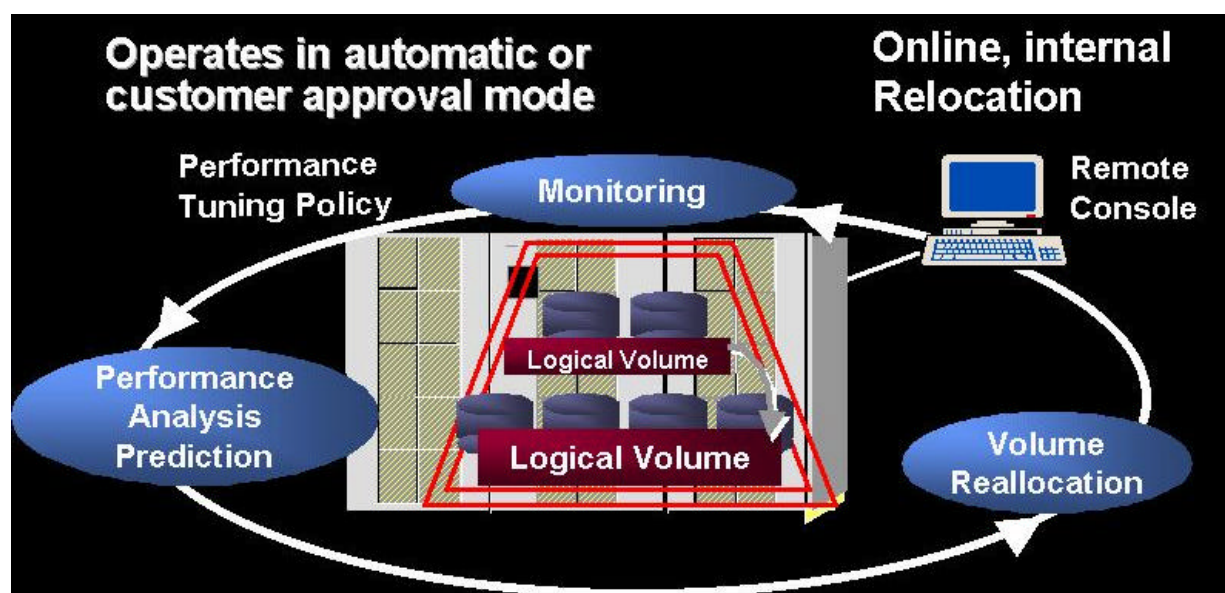 Operates in automatic or
customer approval mode
Online, internal
Relocation
Performance
Tuning Policy
Monitoring
Remote
Console
Logical Volume
Performance
Analysis
Prediction
Logical Volume
Volume
Reallocation